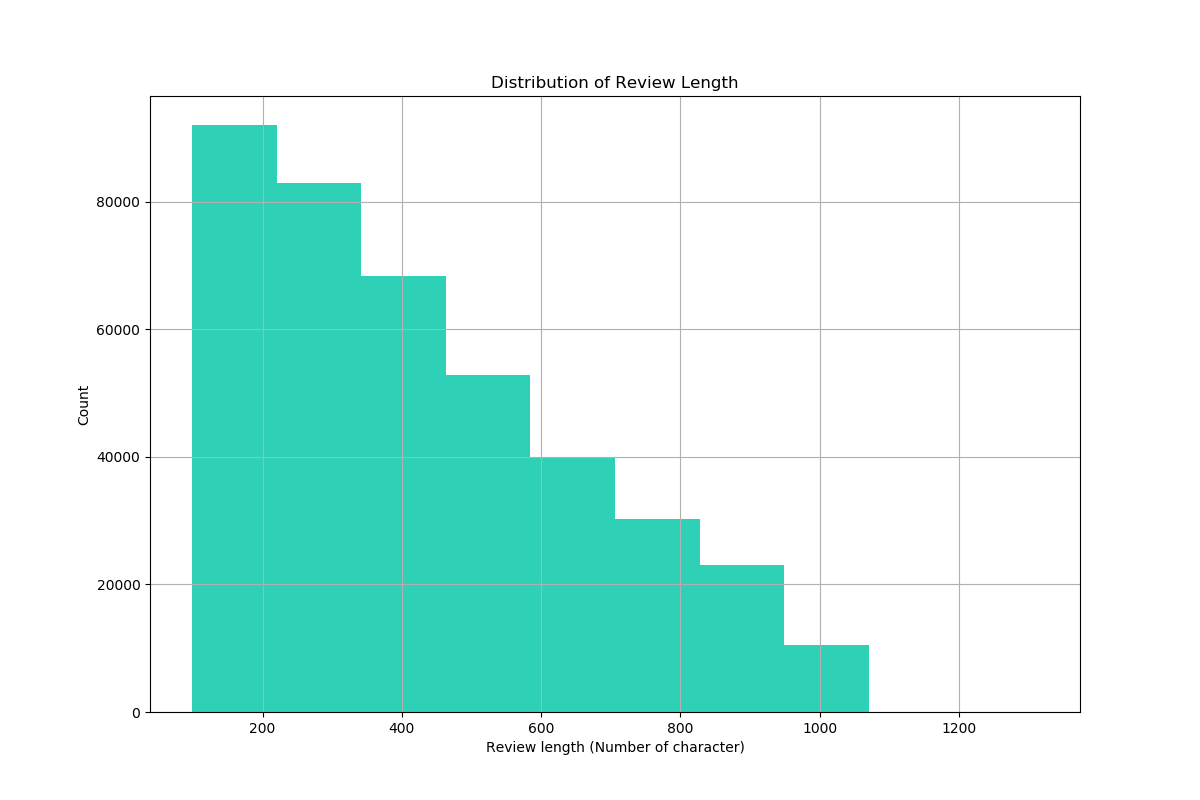 Distribution of Review Length
80000
60000
40000
20000
0
Count
200 400 600 800 1000 1200
Review length (Number of character)